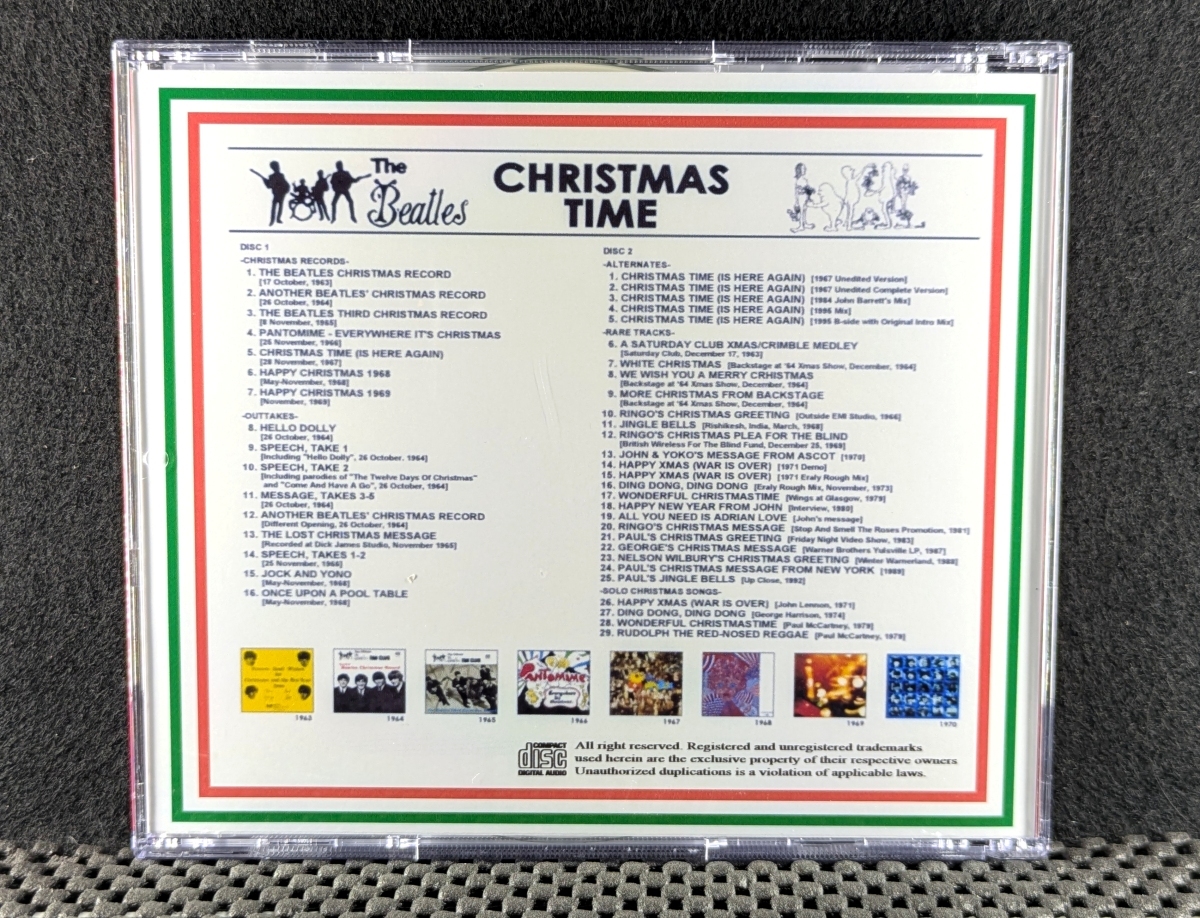 The
Beatles
CHRISTMAS
TIME
DISC 1
-CHRISTMAS RECORDS-
1. THE BEATLES CHRISTMAS RECORD
[17 October, 1963]
2. ANOTHER BEATLES' CHRISTMAS RECORD
[26 October, 1964]
3. THE BEATLES THIRD CHRISTMAS RECORD
[8 November, 1965]
4. PANTOMIME - EVERYWHERE IT'S CHRISTMAS
[25 November, 1966]
5. CHRISTMAS TIME (IS HERE AGAIN)
[28 November, 1967]
6. HAPPY CHRISTMAS 1968
[May-November, 1968]
7. HAPPY CHRISTMAS 1969
[November, 1969]
-OUTTAKES-
8. HELLO DOLLY
[26 October, 1964]
9. SPEECH, TAKE 1
[Including "Hello Dolly", 26 October. 1964]
10. SPEECH, TAKE 2
[Including parodies of "The Twelve Days Of Christmas"
and "Come And Have A Go", 26 October, 1964]
11. MESSAGE, TAKES 3-5
[26 October, 1964]
12. ANOTHER BEATLES' CHRISTMAS RECORD
[Different Opening, 26 October, 1964]
13. THE LOST CHRISTMAS MESSAGE
[Recorded at Dick James Studio, November 1965]
14. SPEECH, TAKES 1-2
[25 November, 1966]
15. JOCK AND YONO
[May-November, 1968]
16. ONCE UPON A POOL TABLE
[May-November, 1968]
DISC 2
-ALTERNATES-
1. CHRISTMAS TIME (IS HERE AGAIN) [1967 Unedited Version]
2. CHRISTMAS TIME (IS HERE AGAIN) [1967 Unedited Complete Version]
3. CHRISTMAS TIME (IS HERE AGAIN) [1984 John Barrett's Mix]
4. CHRISTMAS TIME (IS HERE AGAIN) [1995 Mix]
5. CHRISTMAS TIME (IS HERE AGAIN) [1995 B-side with Original Intro Mix]
-RARE TRACKS-
6. A SATURDAY CLUB XMAS/CRIMBLE MEDLEY
[Saturday Club, December 17, 1963]
7. WHITE CHRISTMAS [Backstage at '64 Xmas Show, December, 1964]
8. WE WISH YOU A MERRY CRHISTMAS
[Backstage at '64 Xmas Show, December, 1964]
9. MORE CHRISTMAS FROM BACKSTAGE
[Backstage at '64 Xmas Show, December, 1964]
10. RINGO'S CHRISTMAS GREETING [Outside EMI Studio, 1966]
11. JINGLE BELLS [Rishikesh, India, March, 1968]
12. RINGO'S CHRISTMAS PLEA FOR THE BLIND
[British Wireless For The Blind Fund, December 25, 1969]
13. JOHN & YOKO'S MESSAGE FROM ASCOT [1970]
14. HAPPY XMAS (WAR IS OVER) [1971 Demo]
15. HAPPY XMAS (WAR IS OVER) [1971 Eraly Rough Mix]
16. DING DONG, DING DONG [Eraly Rough Mix, November, 1973]
17. WONDERFUL CHRISTMASTIME [Wings at Glasgow, 1979]
18. HAPPY NEW YEAR FROM JOHN [Interview, 1980]
19. ALL YOU NEED IS ADRIAN LOVE [John's message]
20. RINGO'S CHRISTMAS MESSAGE [Stop And Smell The Roses Promotion, 1981]
21. PAUL'S CHRISTMAS GREETING [Friday Night Video Show, 1983]
22. GEORGE'S CHRISTMAS MESSAGE [Warner Brothers Yulsville LP, 1987]
23. NELSON WILBURY'S CHRISTMAS GREETING [Winter Warnerland, 1988]
24. PAUL'S CHRISTMAS MESSAGE FROM NEW YORK [1989]
25. PAUL'S JINGLE BELLS [Up Close, 1992]
-SOLO CHRISTMAS SONGS-
26. HAPPY XMAS (WAR IS OVER) [John Lennon, 1971]
27. DING DONG, DING DONG [George Harrison, 1974]
28. WONDERFUL CHRISTMASTIME [Paul McCartney, 1979]
29. RUDOLPH THE RED-NOSED REGGAE [Paul McCartney, 1979]
1963
1964
1965
1966
1967
1968
1969
1970
COMPACT
disc
DIGITAL AUDIO
All right reserved. Registered and unregistered trademarks
used herein are the exclusive property of their respective owners
Unauthorized duplications is a violation of applicable laws.